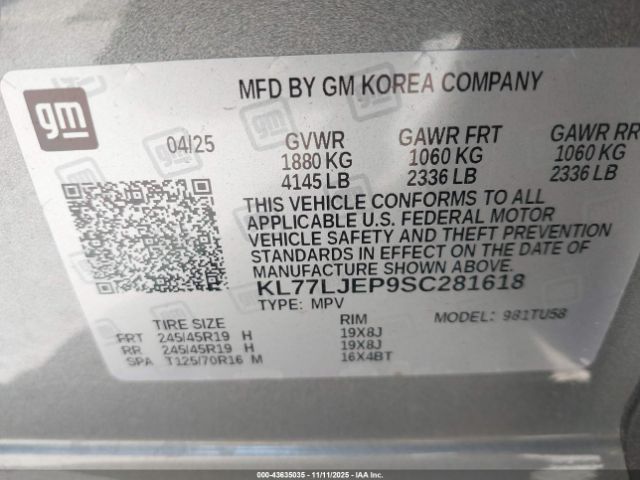 gm
MFD BY GM KOREA COMPANY
04/25 GVWR GAWR FRT GAWR RR
1880 KG 1060 KG 1060 KG
4145 LB 2336 LB 2336 LB
THIS VEHICLE CONFORMS TO ALL
APPLICABLE U.S. FEDERAL MOTOR
VEHICLE SAFETY AND THEFT PREVENTION
STANDARDS IN EFFECT ON THE DATE OF
MANUFACTURE SHOWN ABOVE.
KL77LJEP9SC281618
TYPE: MPV
MODEL: 981TU58
TIRE SIZE RIM
FRT 245/45R19 H 19X8J
RR 245/45R19 H 19X8J
SPA T125/70R16 M 16X4BT
000-43635035 - 11/11/2025 - Copart, Inc.